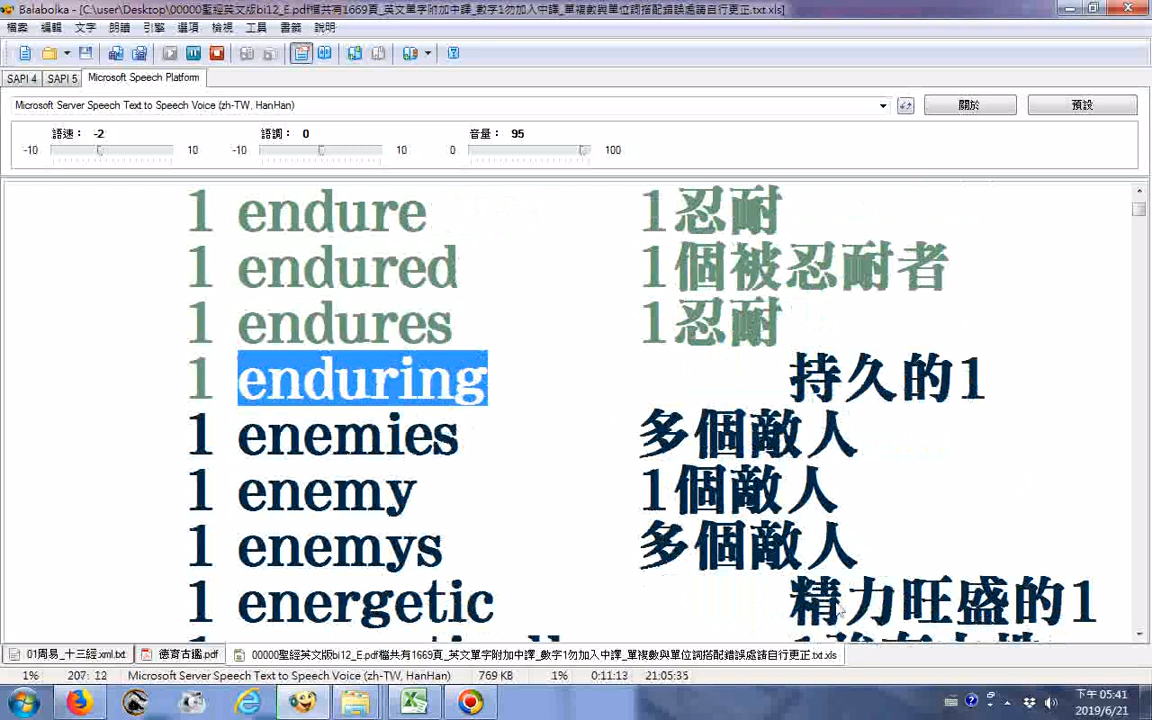 Balabolka - [C:\user\Desktop\00000聖經英文版bi12_E.pdf檔共有1669頁_英文單字附加中譯_數字1勿加入中譯_單複數與單位詞搭配錯誤處請自行更正.txt.xls]
檔案 編輯 文字 朗讀 引擎 選項 檢視 工具 書籤 說明
SAPI 4 SAPI 5 Microsoft Speech Platform
Microsoft Server Speech Text to Speech Voice (zh-TW, HanHan) 關於 預設
語速： -2 語調： 0 音量： 95
-10 10 -10 10 0 100
1 endure 1忍耐
1 endured 1個被忍耐者
1 endures 1忍耐
1 enduring 持久的1
1 enemies 多個敵人
1 enemy 1個敵人
1 enemys 多個敵人
1 energetic 精力旺盛的1
01周易_十三經.xml.txt 德育古鑑.pdf 00000聖經英文版bi12_E.pdf檔共有1669頁_英文單字附加中譯_數字1勿加入中譯_單複數與單位詞搭配錯誤處請自行更正.txt.xls
1% 207: 12 Microsoft Server Speech Text to Speech Voice (zh-TW, HanHan) 769 KB 1% 0:11:13 21:05:35
下午 05:41
2019/6/21